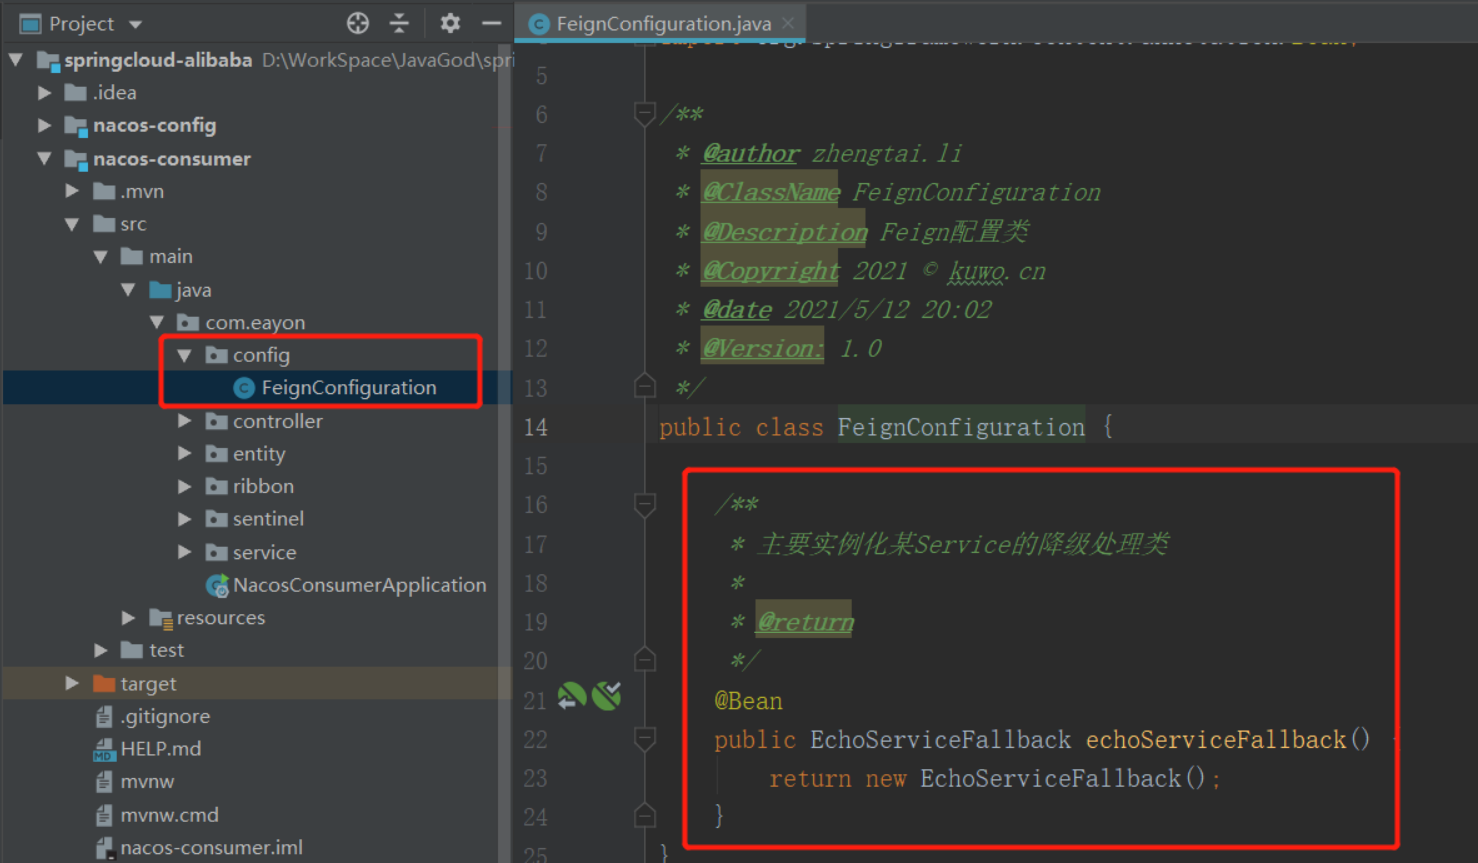 Project
springcloud-alibaba D:\WorkSpace\JavaGod\spri
.idea
nacos-config
nacos-consumer
.mvn
src
main
java
com.eayon
config
FeignConfiguration
controller
entity
ribbon
sentinel
service
NacosConsumerApplication
resources
test
target
.gitignore
HELP.md
mvnw
mvnw.cmd
nacos-consumer.iml
FeignConfiguration.java
5
6 /**
7 * @author zhengtai.li
8 * @ClassName FeignConfiguration
9 * @Description Feign配置类
10 * @Copyright 2021 © kuwo.cn
11 * @date 2021/5/12 20:02
12 * @Version: 1.0
13 */
14 public class FeignConfiguration {
15
16 /**
17 * 主要实例化某Service的降级处理类
18 *
19 * @return
20 */
21 @Bean
22 public EchoServiceFallback echoServiceFallback()
23 return new EchoServiceFallback();
24 }
25 }